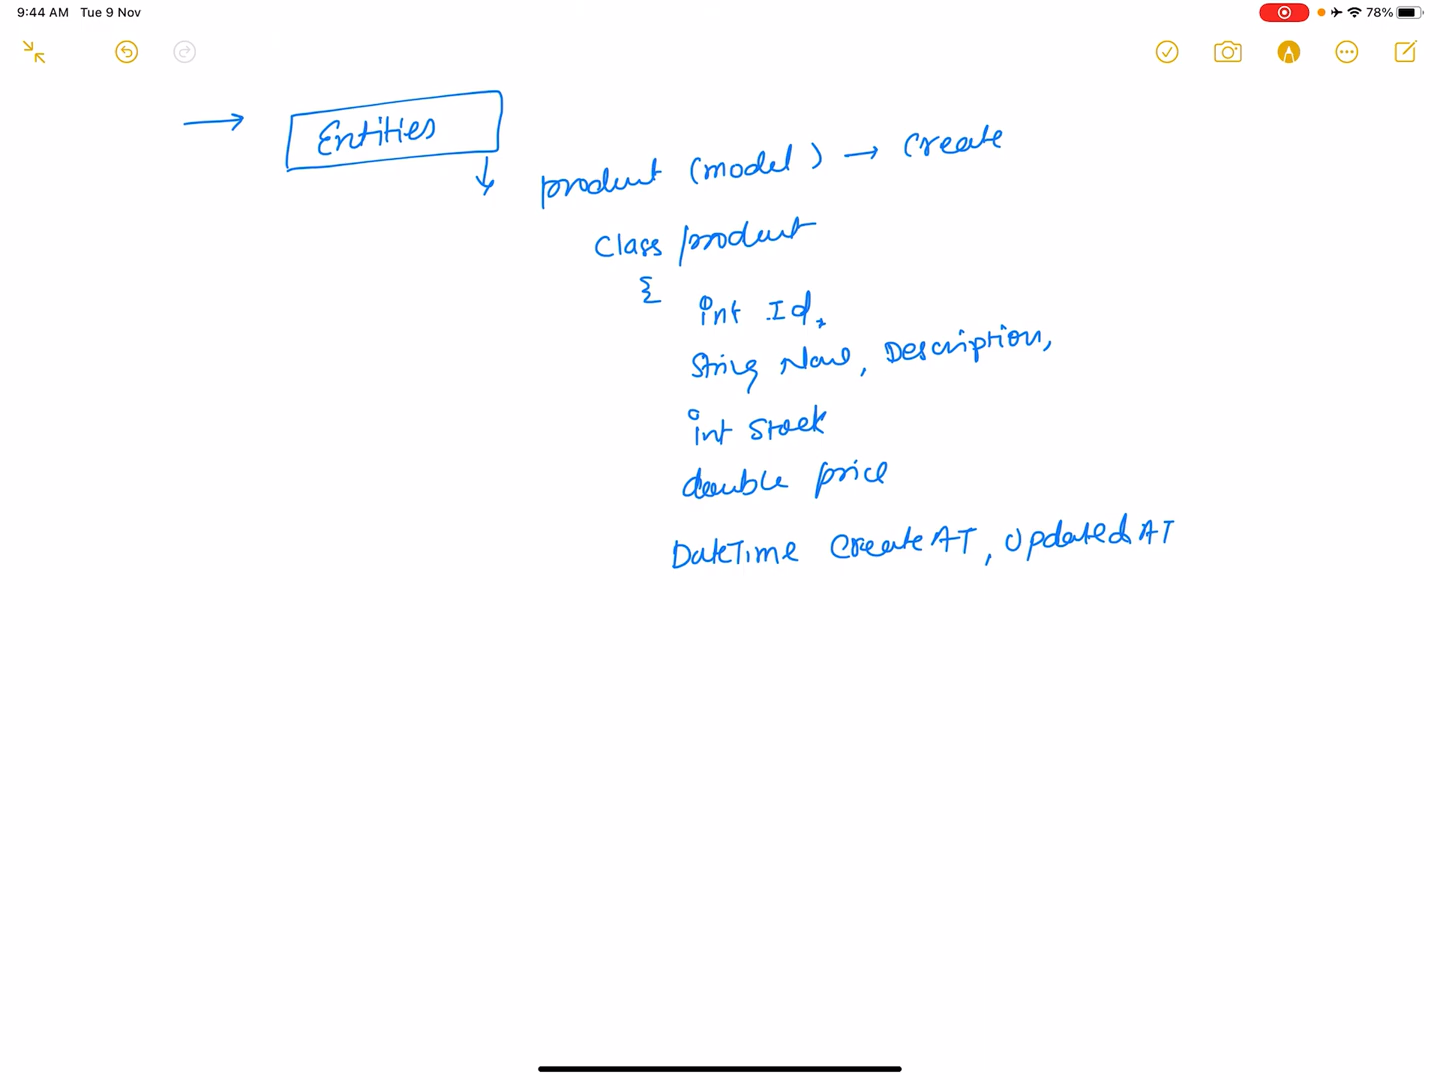 9:44 AM Tue 9 Nov 78%
→ Entities
↓ product (model) → Create
Class product
{
int Id,
String Name, Description,
int Stock
double price
DateTime CreateAT, UpdatedAT